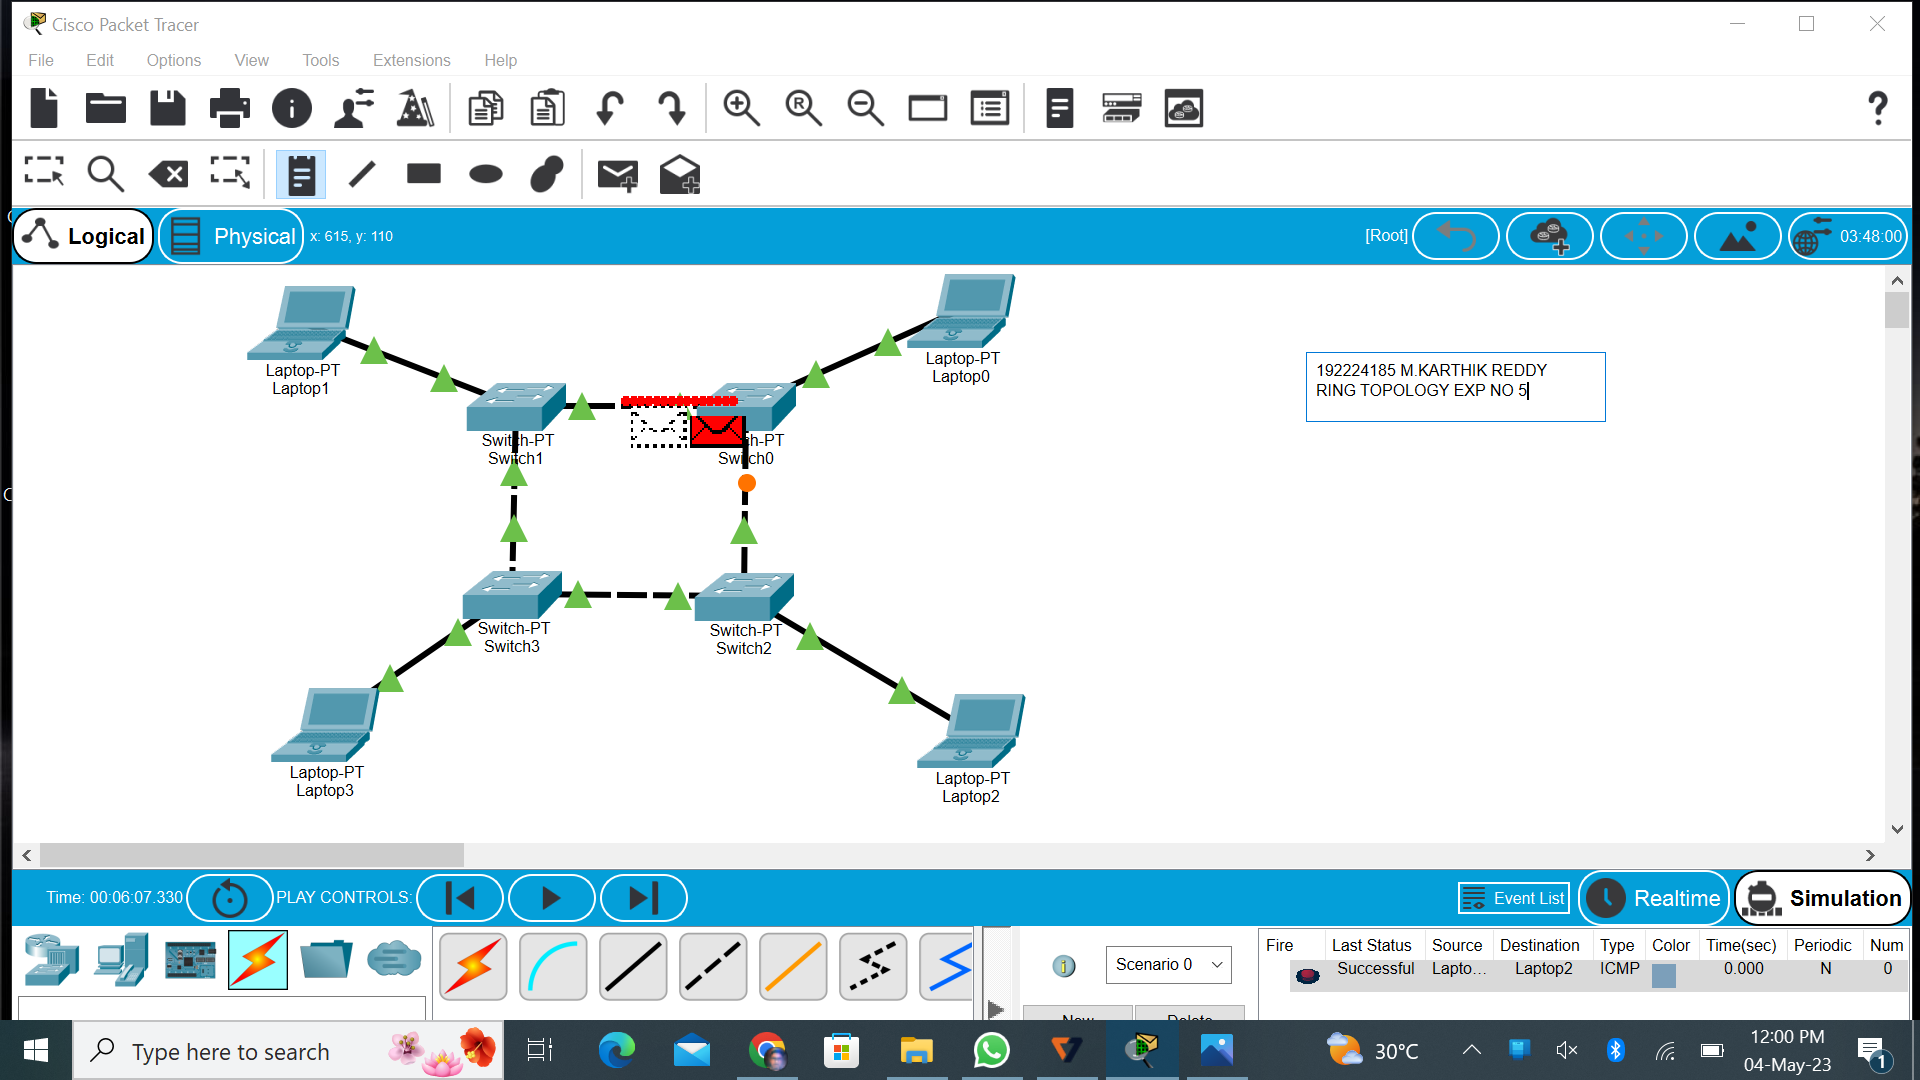 Cisco Packet Tracer
File Edit Options View Tools Extensions Help
Logical Physical x: 615, y: 110 [Root] 03:48:00
Laptop-PT
Laptop1
Laptop-PT
Laptop0
192224185 M.KARTHIK REDDY
RING TOPOLOGY EXP NO 5
Switch-PT
Switch1
Switch0
Switch-PT
Switch3
Switch-PT
Switch2
Laptop-PT
Laptop3
Laptop-PT
Laptop2
Time: 00:06:07.330 PLAY CONTROLS: Event List Realtime Simulation
Scenario 0
Fire Last Status Source Destination Type Color Time(sec) Periodic Num
Successful Lapto... Laptop2 ICMP 0.000 N 0
New Delete
Type here to search
30°C
12:00 PM
04-May-23
1